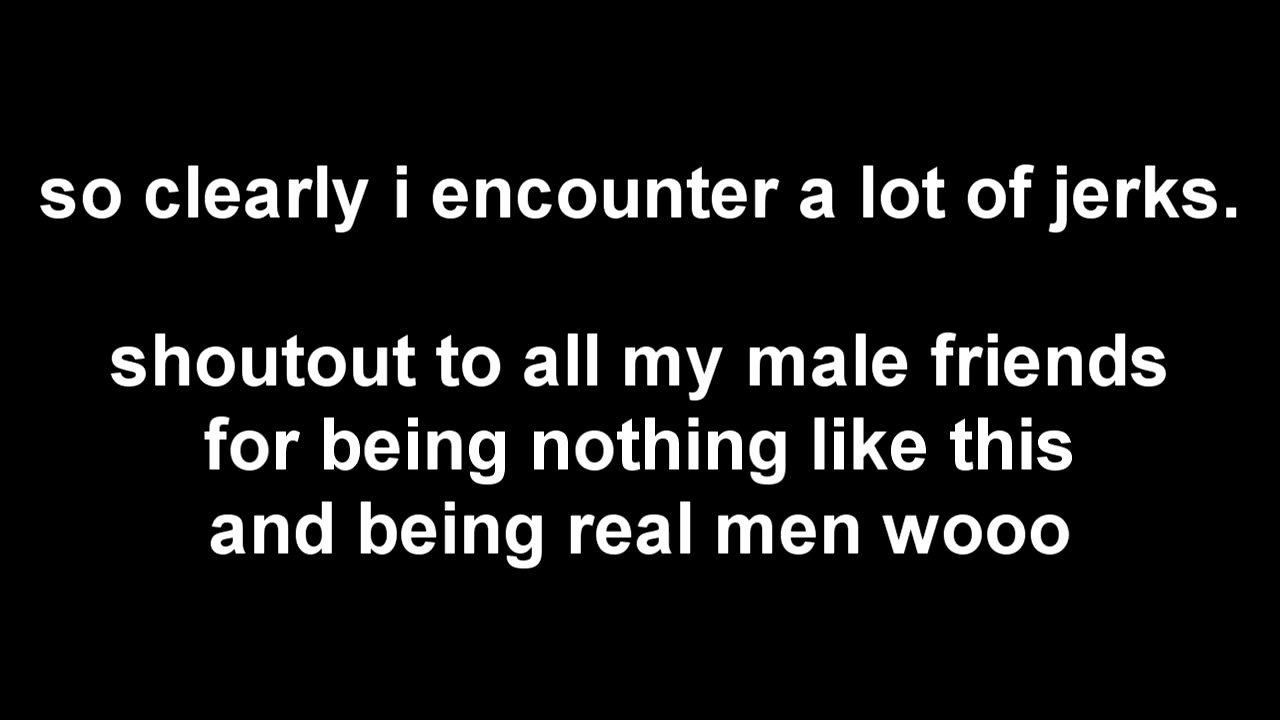 so clearly i encounter a lot of jerks.
shoutout to all my male friends
for being nothing like this
and being real men wooo